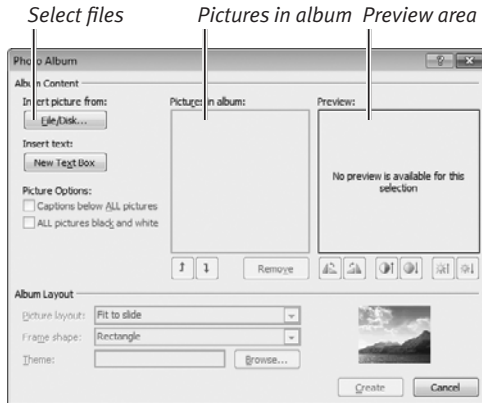 Select files
Pictures in album
Preview area
Photo Album
Album Content
Insert picture from:
File/Disk...
Insert text:
New Text Box
Picture Options:
Captions below ALL pictures
ALL pictures black and white
Pictures in album:
Remove
Preview:
No preview is available for this
selection
Album Layout
Picture layout:
Fit to slide
Frame shape:
Rectangle
Theme:
Browse...
Create
Cancel